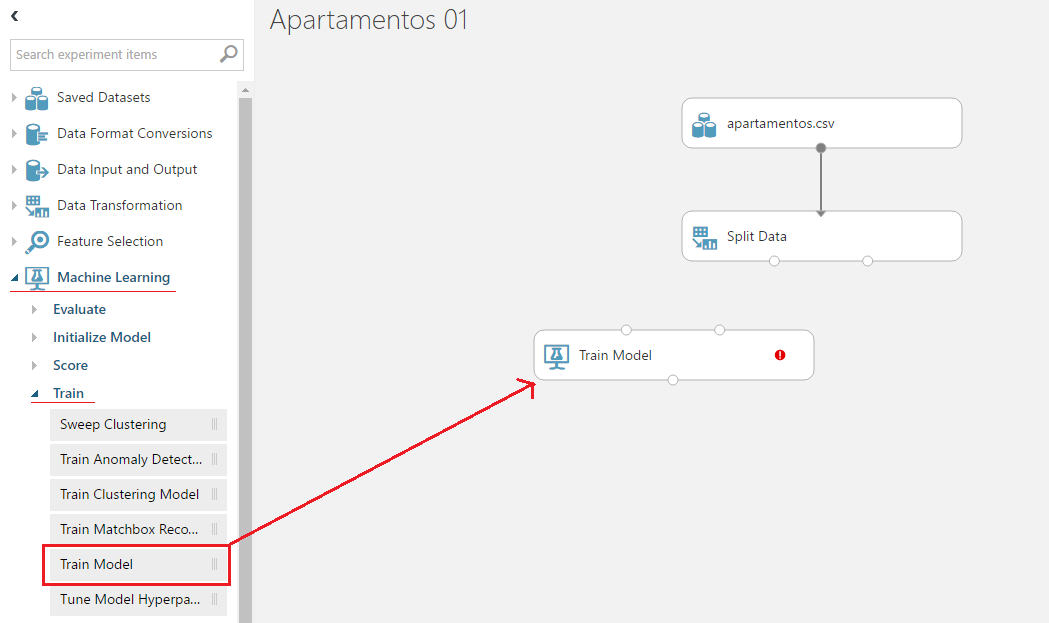 Apartamentos 01
Search experiment items
Saved Datasets
Data Format Conversions
Data Input and Output
Data Transformation
Feature Selection
Machine Learning
Evaluate
Initialize Model
Score
Train
Sweep Clustering
Train Anomaly Detect...
Train Clustering Model
Train Matchbox Reco...
Train Model
Tune Model Hyperpa...
apartamentos.csv
Split Data
Train Model